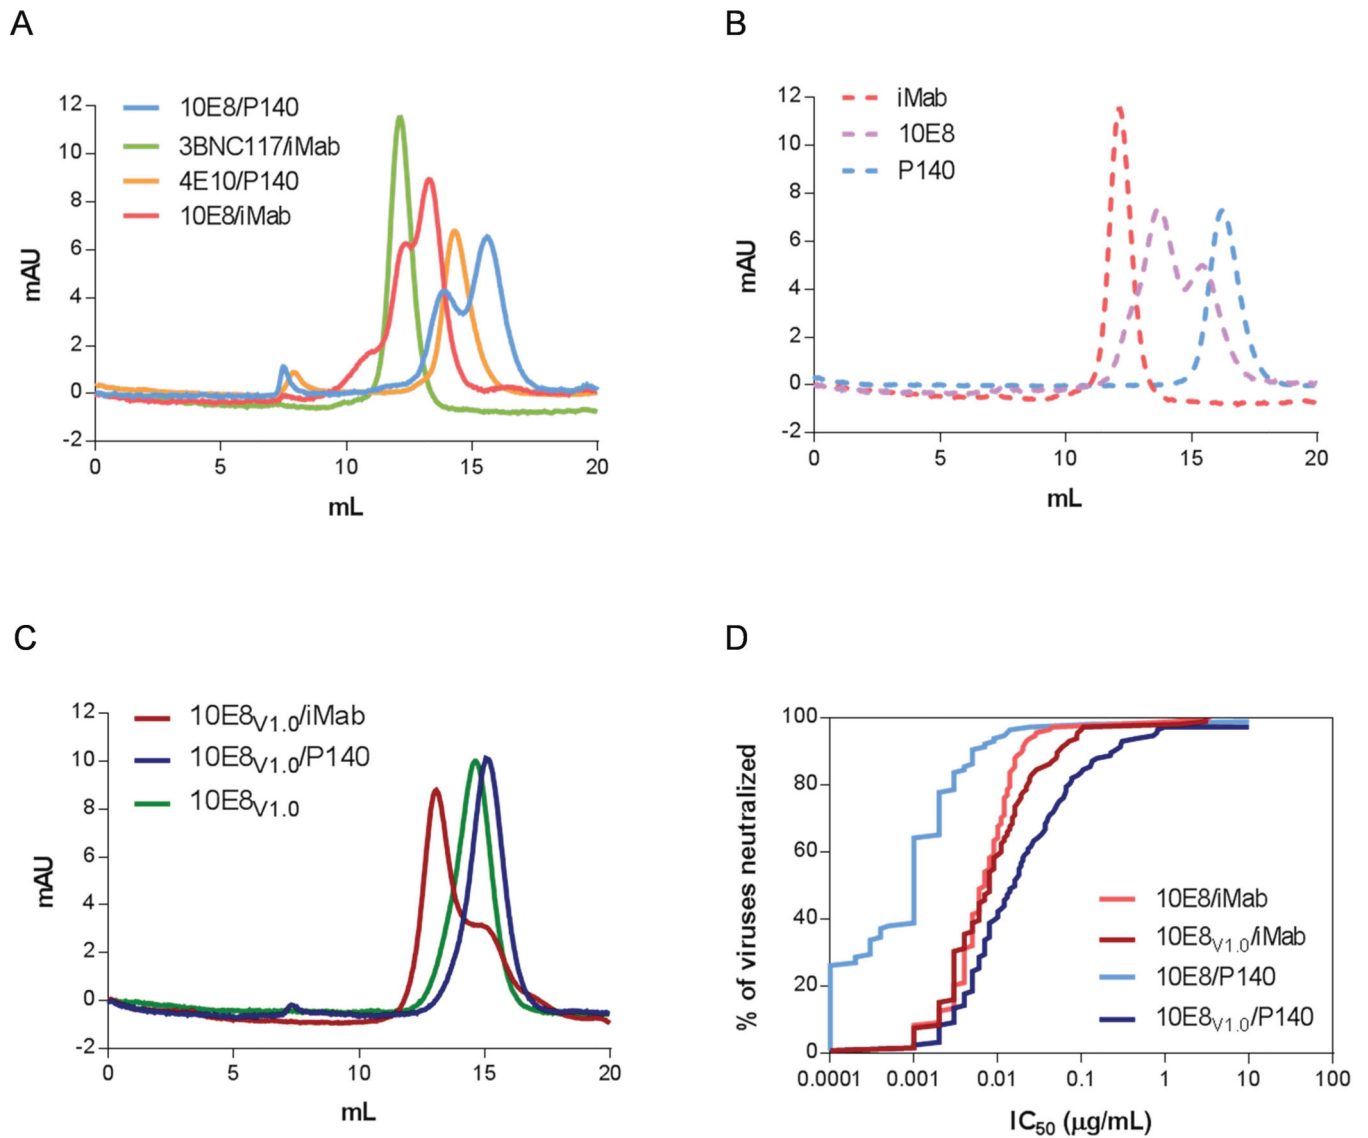 A
12
10
8
6
4
2
0
-2
mAU
0
5
10
15
20
mL
10E8/P140
3BNC117/iMab
4E10/P140
10E8/iMab
B
12
10
8
6
4
2
0
-2
mAU
0
5
10
15
20
mL
iMab
10E8
P140
C
12
10
8
6
4
2
0
-2
mAU
0
5
10
15
20
mL
10E8V1.0/iMab
10E8V1.0/P140
10E8V1.0
D
100
80
60
40
20
0
% of viruses neutralized
0.0001
0.001
0.01
0.1
1
10
100
IC50 (µg/mL)
10E8/iMab
10E8V1.0/iMab
10E8/P140
10E8V1.0/P140